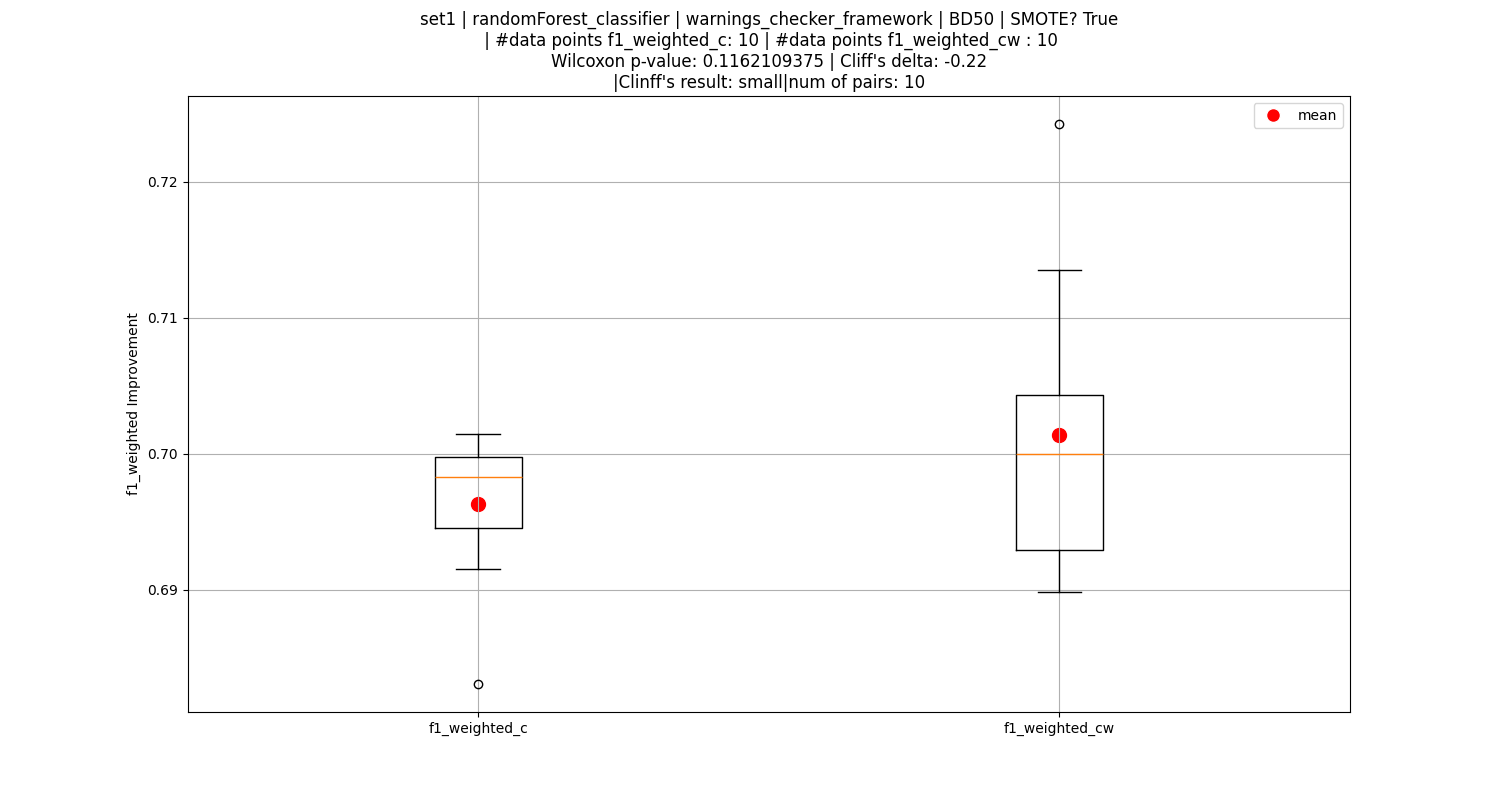 set1 | randomForest_classifier | warnings_checker_framework | BD50 | SMOTE? True
| #data points f1_weighted_c: 10 | #data points f1_weighted_cw : 10
Wilcoxon p-value: 0.1162109375 | Cliff's delta: -0.22
|Clinff's result: small|num of pairs: 10
mean
0.72
0.71
0.70
0.69
f1_weighted Improvement
f1_weighted_c
f1_weighted_cw